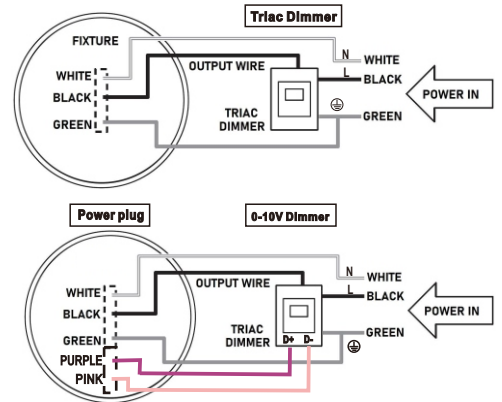 Triac Dimmer
FIXTURE
WHITE
BLACK
GREEN
OUTPUT WIRE
TRIAC
DIMMER
N WHITE
L BLACK
GREEN
POWER IN
Power plug
0-10V Dimmer
WHITE
BLACK
GREEN
PURPLE
PINK
OUTPUT WIRE
TRIAC
DIMMER
D+ D-
N WHITE
L BLACK
GREEN
POWER IN